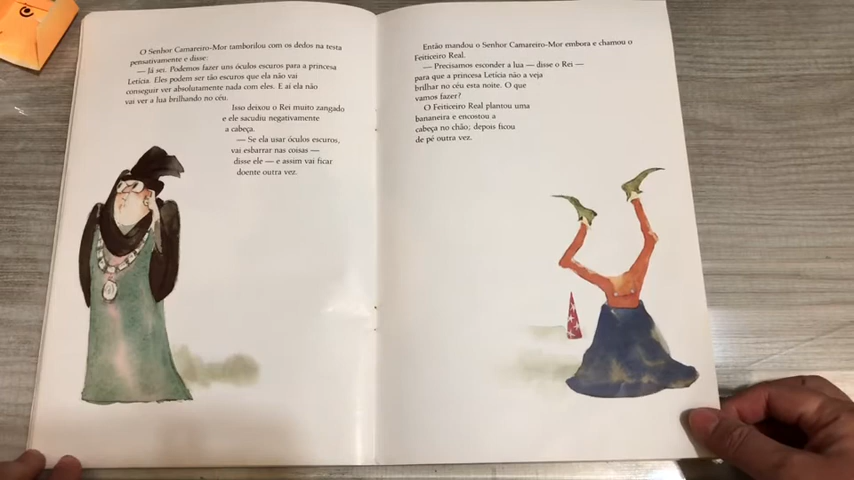 O Senhor Camareiro-Mor tamborilou com os dedos na testa
pensativamente e disse:
— Já sei. Podemos fazer uns óculos escuros para a princesa
Letícia. Eles podem ser tão escuros que ela não vai
conseguir ver absolutamente nada com eles. E aí ela não
vai ver a lua brilhando no céu.
Isso deixou o Rei muito zangado
e ele sacudiu negativamente
a cabeça.
— Se ela usar óculos escuros,
vai esbarrar nas coisas —
disse ele — e assim vai ficar
doente outra vez.
Então mandou o Senhor Camareiro-Mor embora e chamou o
Feiticeiro Real.
— Precisamos esconder a lua — disse o Rei —
para que a princesa Letícia não a veja
brilhar no céu esta noite. O que
vamos fazer?
O Feiticeiro Real plantou uma
bananeira e encostou a
cabeça no chão; depois ficou
de pé outra vez.